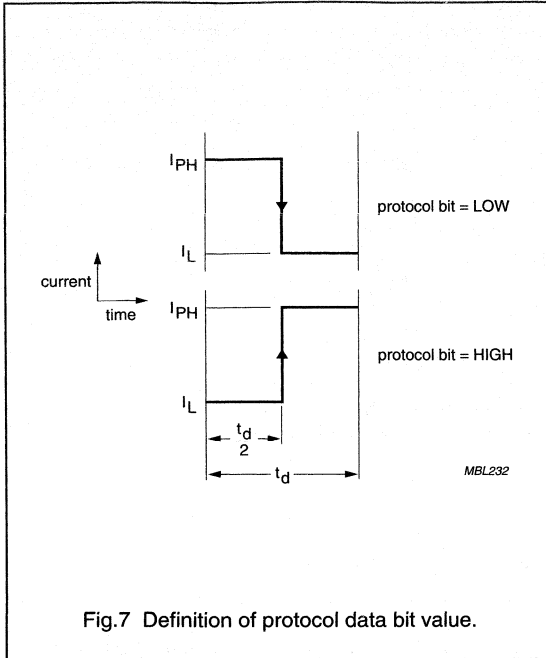 I_PH
protocol bit = LOW
I_L
current
time
I_PH
protocol bit = HIGH
I_L
t_d
2
t_d
MBL232
Fig.7 Definition of protocol data bit value.